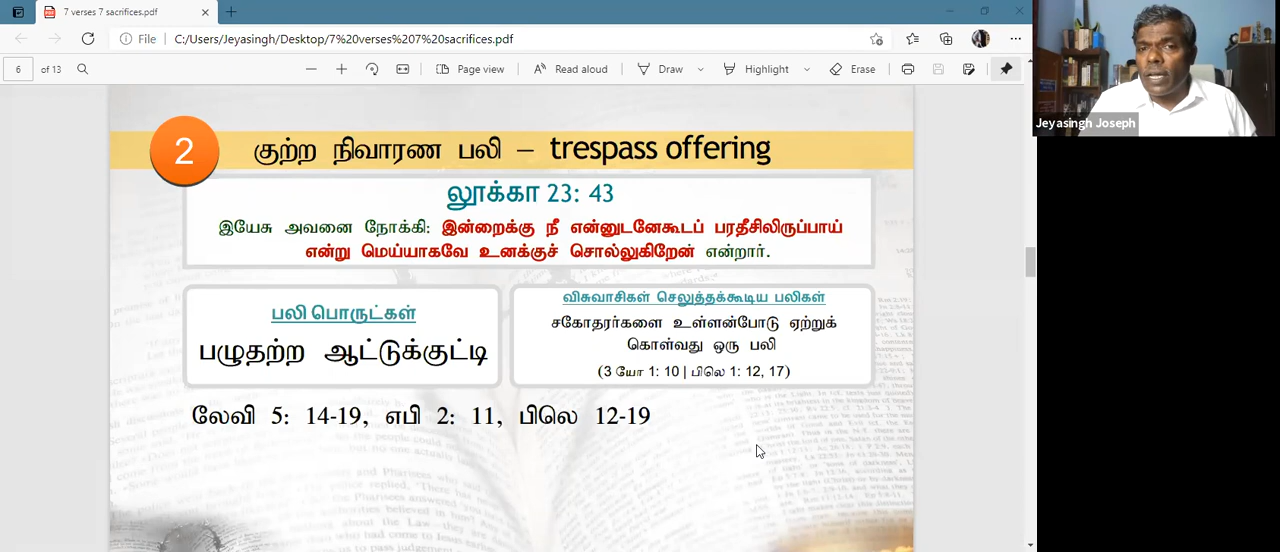 7 verses 7 sacrifices.pdf
File
C:/Users/Jeyasingh/Desktop/7%20verses%207%20sacrifices.pdf
6 of 13
Page view
Read aloud
Draw
Highlight
Erase
Jeyasingh Joseph
2
குற்ற நிவாரண பலி – trespass offering
லூக்கா 23: 43
இயேசு அவனை நோக்கி: இன்றைக்கு நீ என்னுடனேகூடப் பரதீசிலிருப்பாய்
என்று மெய்யாகவே உனக்குச் சொல்லுகிறேன் என்றார்.
பலி பொருட்கள்
பழுதற்ற ஆட்டுக்குட்டி
விசுவாசிகள் செலுத்தக்கூடிய பலிகள்
சகோதரர்களை உள்ளன்போடு ஏற்றுக்
கொள்வது ஒரு பலி
(3 யோ 1: 10 | பிலெ 1: 12, 17)
லேவி 5: 14-19, எபி 2: 11, பிலெ 12-19